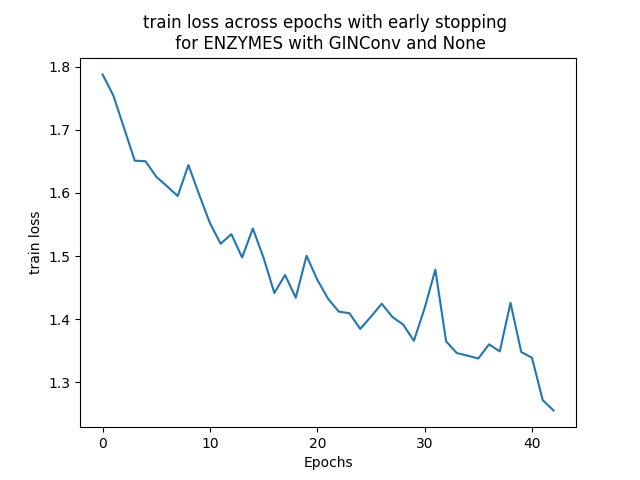 train loss across epochs with early stopping
for ENZYMES with GINConv and None
1.8
1.7
1.6
1.5
1.4
1.3
train loss
0
10
20
30
40
Epochs